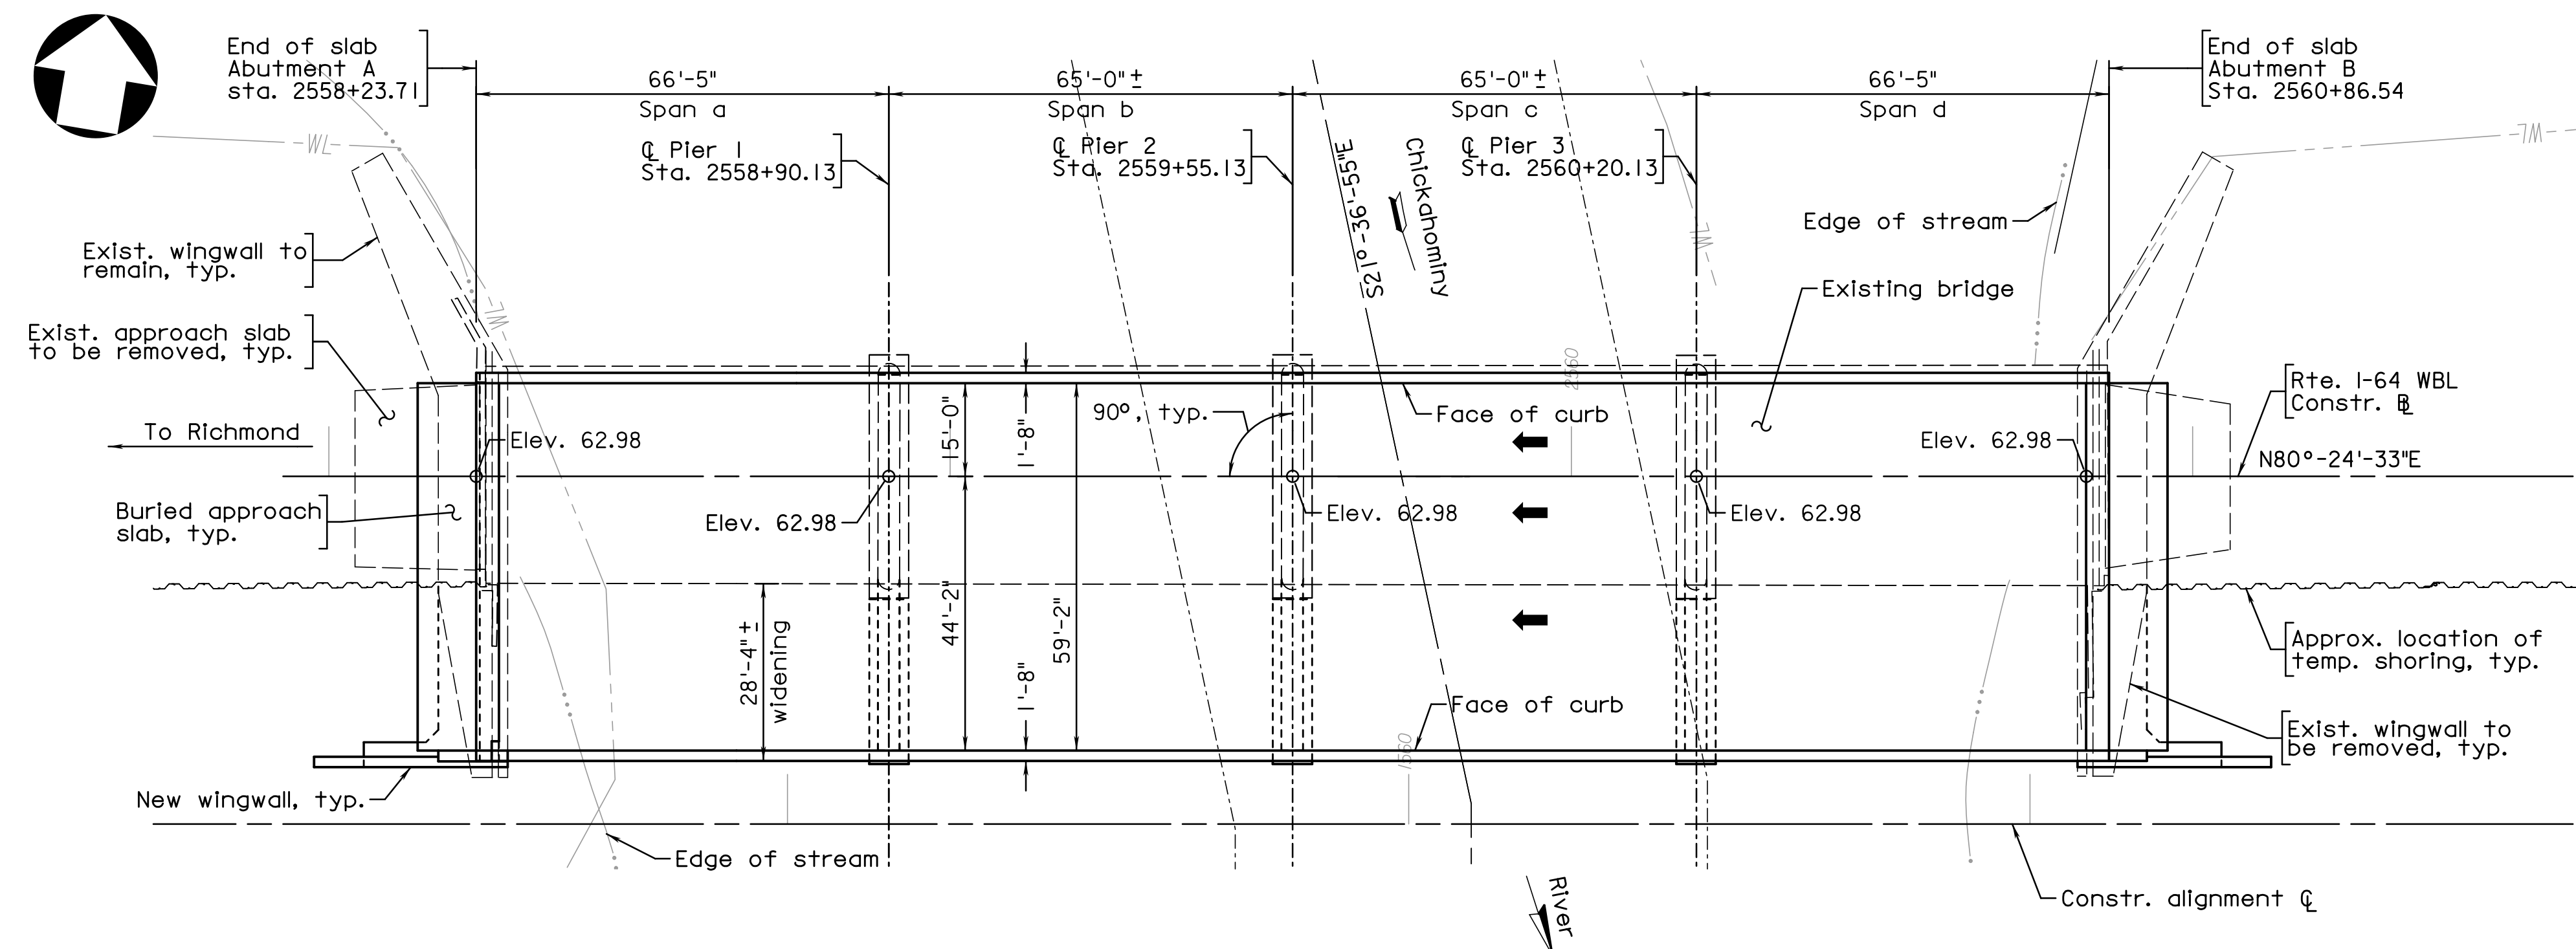 End of slab
Abutment A
sta. 2558+23.71
66'-5"
Span a
65'-0"±
Span b
65'-0"±
Span c
66'-5"
Span d
End of slab
Abutment B
Sta. 2560+86.54
℄ Pier 1
Sta. 2558+90.13
℄ Pier 2
Sta. 2559+55.13
℄ Pier 3
Sta. 2560+20.13
WL
WL
WL
WL
S21°-36'-55"E
Chickahominy
Edge of stream
Exist. wingwall to
remain, typ.
Existing bridge
Exist. approach slab
to be removed, typ.
2560
Rte. I-64 WBL
Constr. BL
To Richmond
Elev. 62.98
15'-0"
1'-8"
90°, typ.
Face of curb
Elev. 62.98
N80°-24'-33"E
Buried approach
slab, typ.
Elev. 62.98
Elev. 62.98
Elev. 62.98
28'-4"±
widening
44'-2"
1'-8"
59'-2"
Face of curb
1560
Approx. location of
temp. shoring, typ.
Exist. wingwall to
be removed, typ.
New wingwall, typ.
Edge of stream
River
Constr. alignment ℄